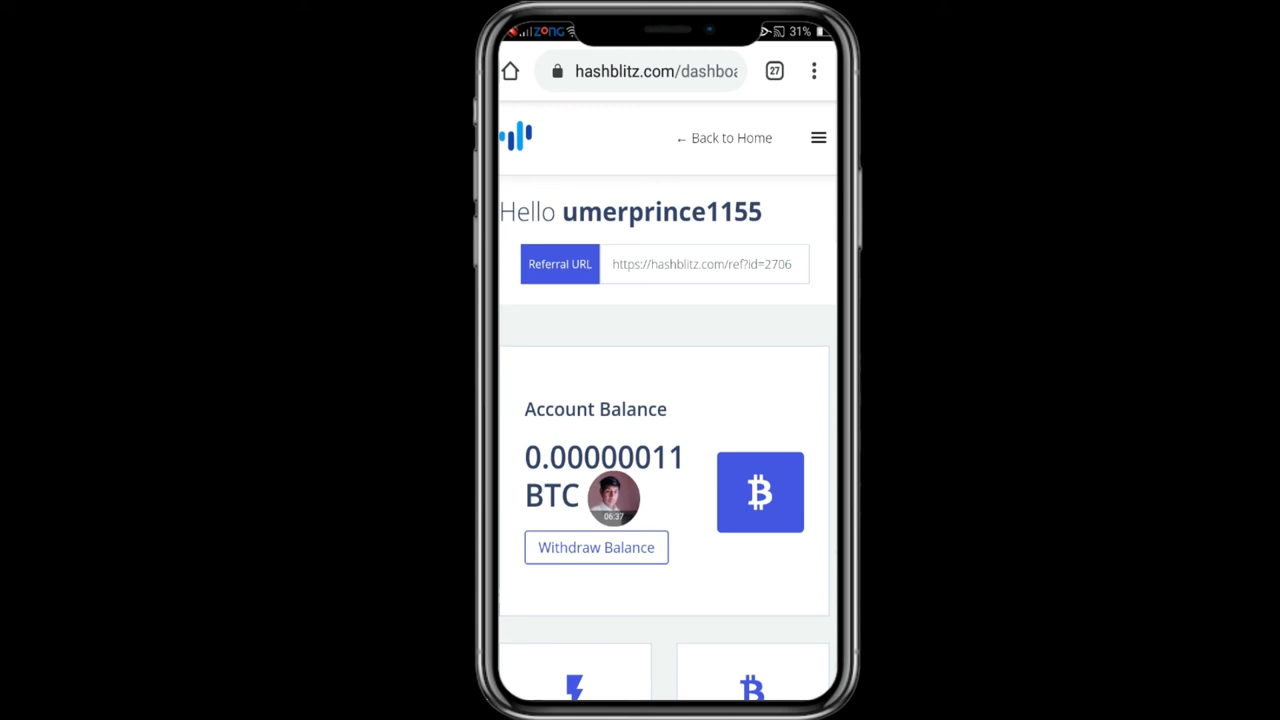 ZONG 31%
hashblitz.com/dashboa
27
← Back to Home
Hello umerprince1155
Referral URL https://hashblitz.com/ref?id=2706
Account Balance
0.00000011
BTC
06:37
Withdraw Balance